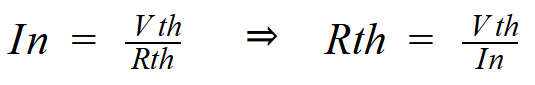 In = Vth/Rth ⇒ Rth = Vth/In